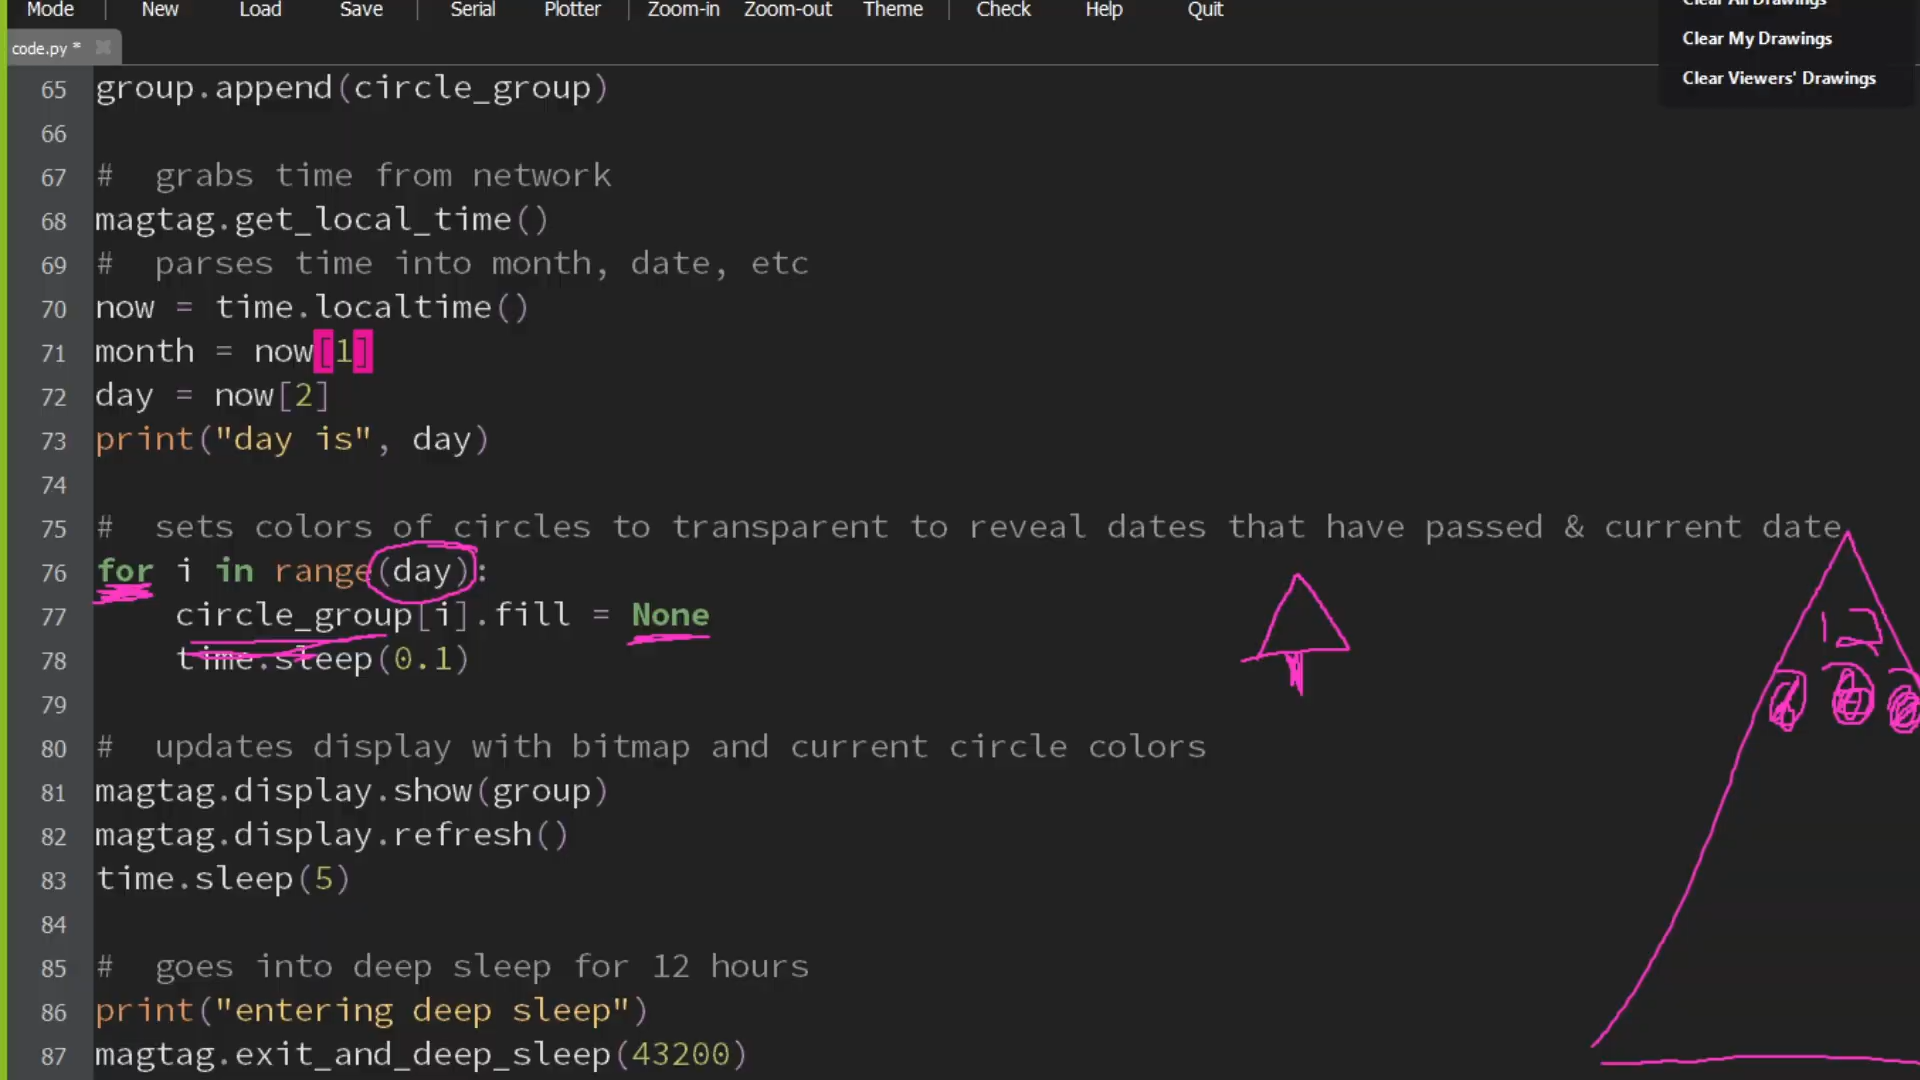 Mode New Load Save Serial Plotter Zoom-in Zoom-out Theme Check Help Quit
Clear All Drawings
Clear My Drawings
Clear Viewers' Drawings
code.py *
65 group.append(circle_group)
66
67 #  grabs time from network
68 magtag.get_local_time()
69 #  parses time into month, date, etc
70 now = time.localtime()
71 month = now[1]
72 day = now[2]
73 print("day is", day)
74
75 #  sets colors of circles to transparent to reveal dates that have passed & current date
76 for i in range(day):
77     circle_group[i].fill = None
78     time.sleep(0.1)
79
80 #  updates display with bitmap and current circle colors
81 magtag.display.show(group)
82 magtag.display.refresh()
83 time.sleep(5)
84
85 #  goes into deep sleep for 12 hours
86 print("entering deep sleep")
87 magtag.exit_and_deep_sleep(43200)